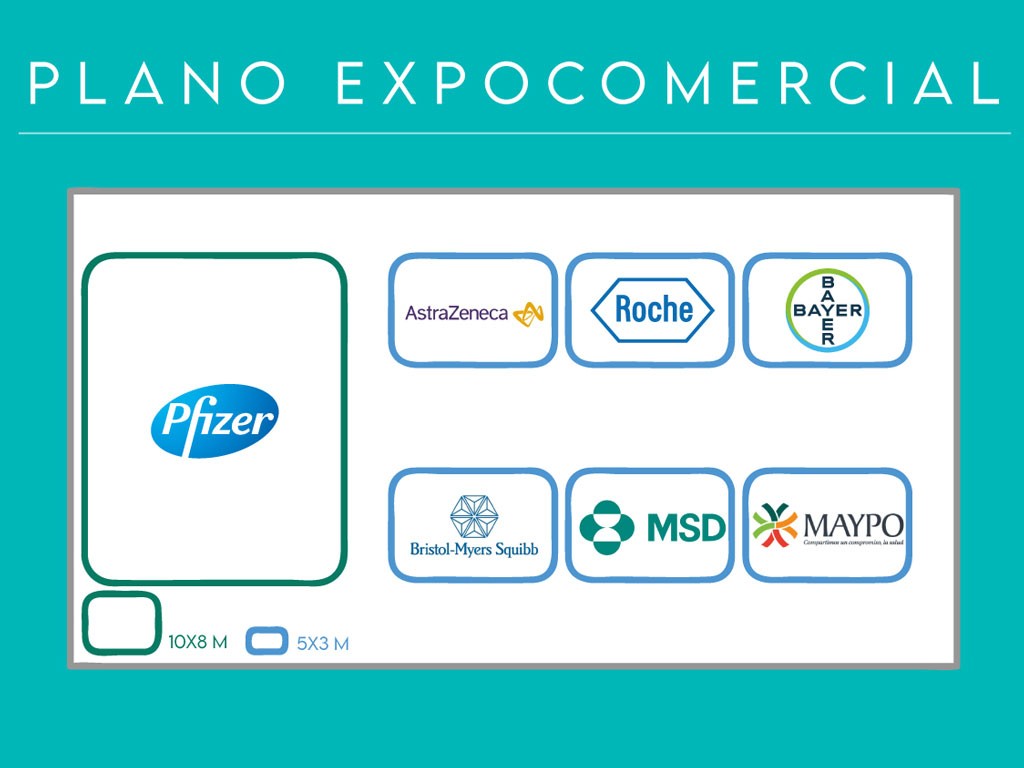 PLANO EXPOCOMERCIAL
AstraZeneca
Roche
BAYER
BAYER
Pfizer
Bristol-Myers Squibb
MSD
MAYPO
Compartimos un compromiso, la salud
10X8 M
5X3 M